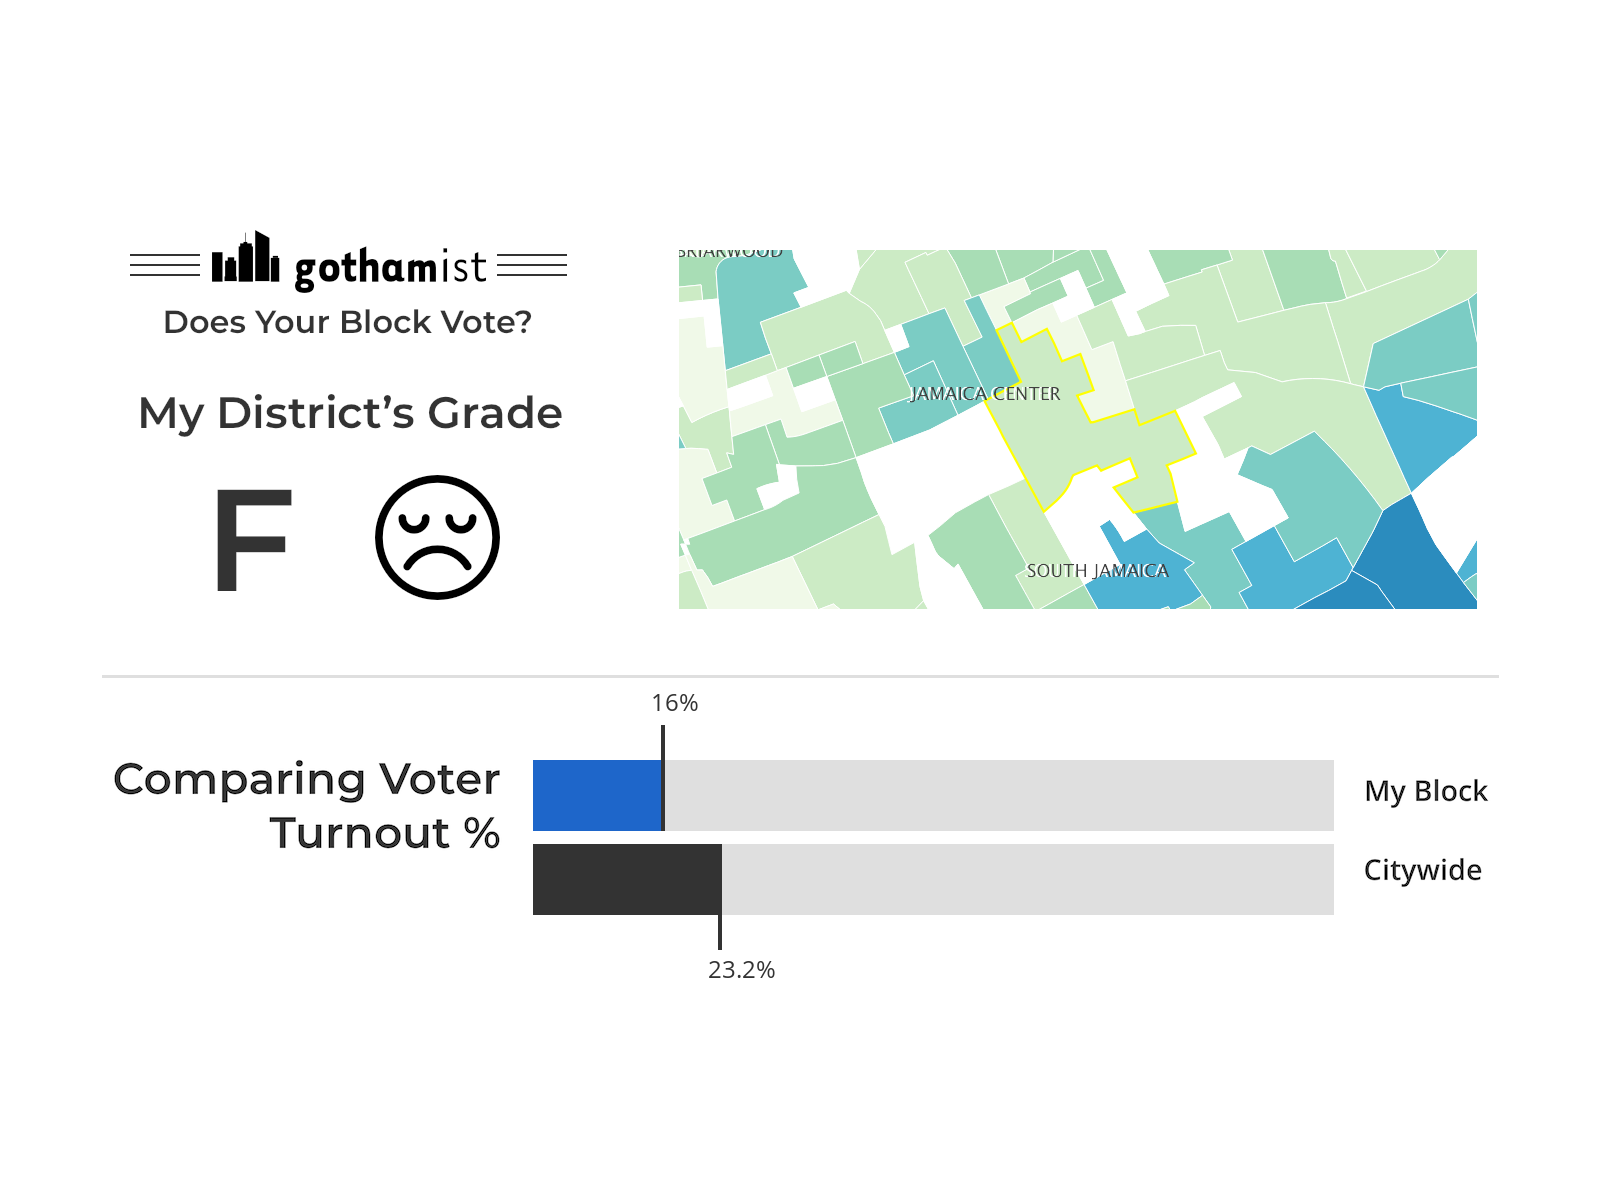 gothamist
Does Your Block Vote?
My District’s Grade
F
BRIARWOOD
JAMAICA CENTER
SOUTH JAMAICA
16%
Comparing Voter
Turnout %
My Block
Citywide
23.2%